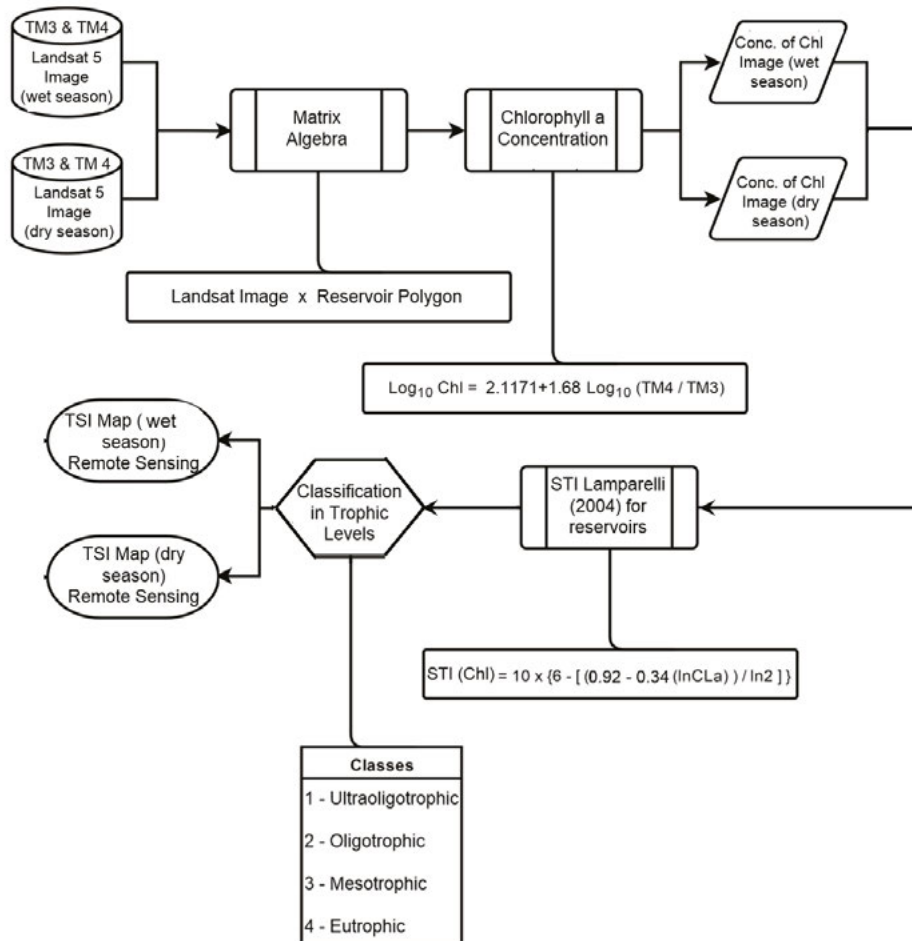 TM3 & TM4
Landsat 5
Image
(wet season)
TM3 & TM 4
Landsat 5
Image
(dry season)
Matrix
Algebra
Chlorophyll a
Concentration
Conc. of Chl
Image (wet
season)
Conc. of Chl
Image (dry
season)
Landsat Image x Reservoir Polygon
Log₁₀ Chl = 2.1171+1.68 Log₁₀ (TM4 / TM3)
TSI Map ( wet
season)
Remote Sensing
TSI Map (dry
season)
Remote Sensing
Classification
in Trophic
Levels
STI Lamparelli
(2004) for
reservoirs
STI (Chl) = 10 x {6 - [ (0.92 - 0.34 (lnCLa) ) / ln2 ] }
Classes
1 - Ultraoligotrophic
2 - Oligotrophic
3 - Mesotrophic
4 - Eutrophic